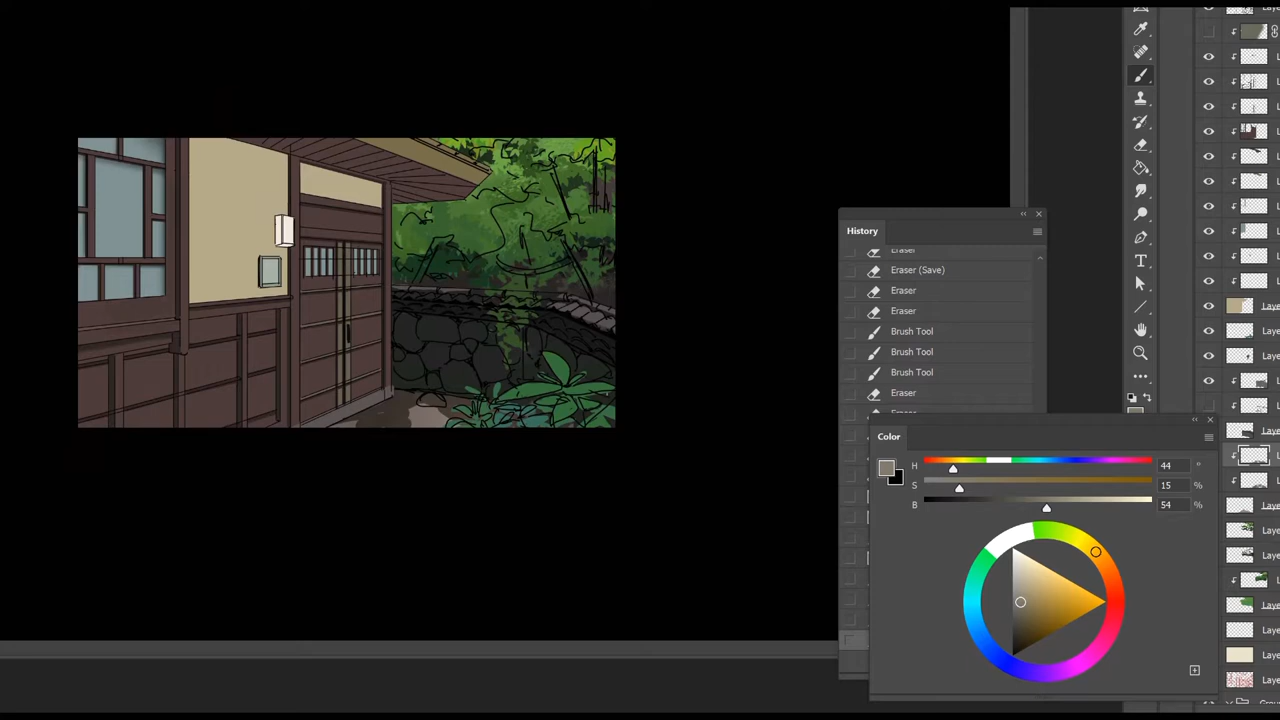 History
Eraser
Eraser (Save)
Eraser
Eraser
Brush Tool
Brush Tool
Brush Tool
Eraser
Color
H 44 °
S 15 %
B 54 %